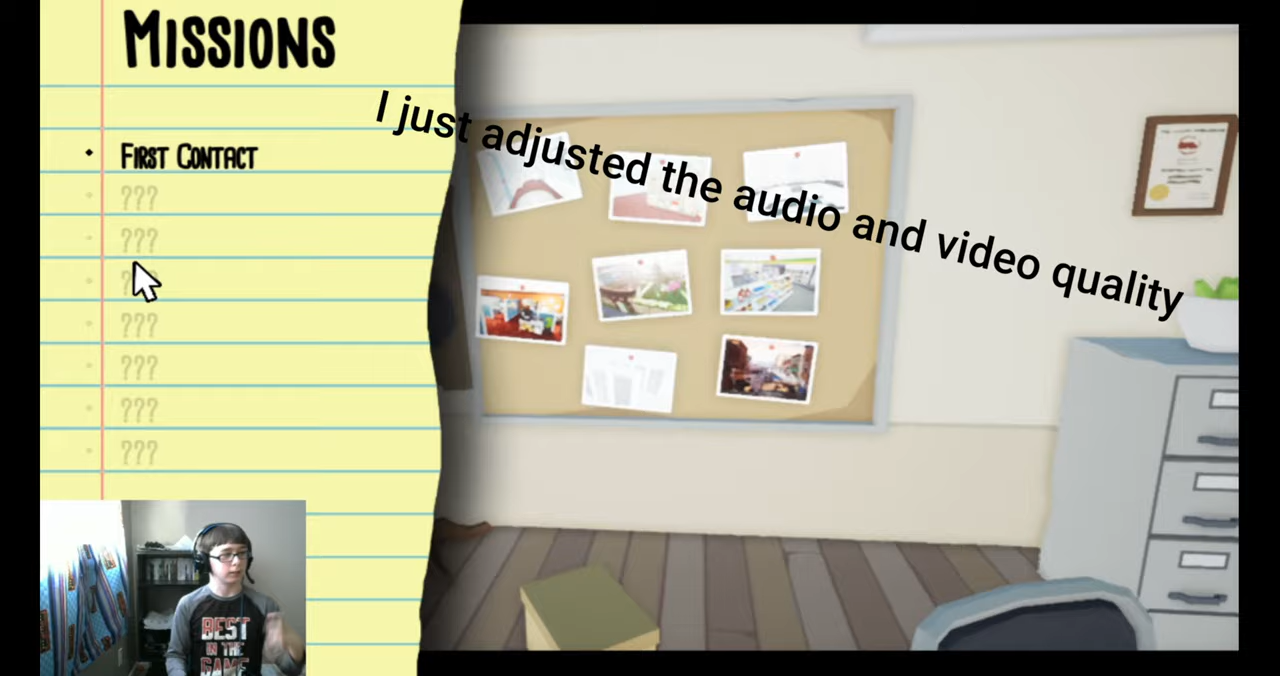 Missions
I just adjusted the audio and video quality
First Contact
???
???
???
???
???
???
BEST
IN THE
GAME